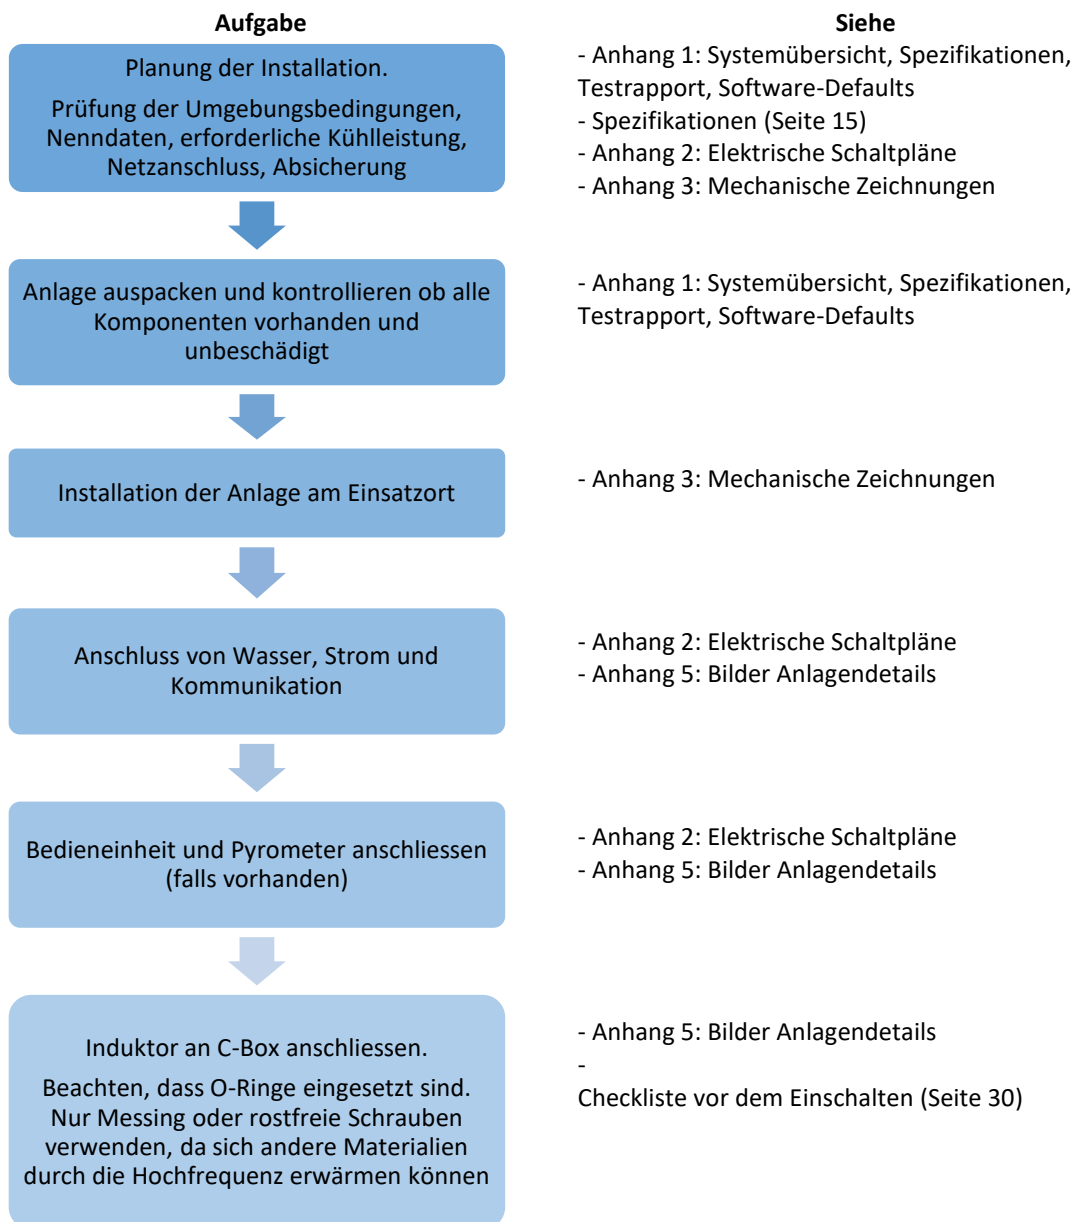 Aufgabe
Siehe
Planung der Installation.
Prüfung der Umgebungsbedingungen,
Nenndaten, erforderliche Kühlleistung,
Netzanschluss, Absicherung
- Anhang 1: Systemübersicht, Spezifikationen,
Testrapport, Software-Defaults
- Spezifikationen (Seite 15)
- Anhang 2: Elektrische Schaltpläne
- Anhang 3: Mechanische Zeichnungen
Anlage auspacken und kontrollieren ob alle
Komponenten vorhanden und
unbeschädigt
- Anhang 1: Systemübersicht, Spezifikationen,
Testrapport, Software-Defaults
Installation der Anlage am Einsatzort
- Anhang 3: Mechanische Zeichnungen
Anschluss von Wasser, Strom und
Kommunikation
- Anhang 2: Elektrische Schaltpläne
- Anhang 5: Bilder Anlagendetails
Bedieneinheit und Pyrometer anschliessen
(falls vorhanden)
- Anhang 2: Elektrische Schaltpläne
- Anhang 5: Bilder Anlagendetails
Induktor an C-Box anschliessen.
Beachten, dass O-Ringe eingesetzt sind.
Nur Messing oder rostfreie Schrauben
verwenden, da sich andere Materialien
durch die Hochfrequenz erwärmen können
- Anhang 5: Bilder Anlagendetails
-
Checkliste vor dem Einschalten (Seite 30)